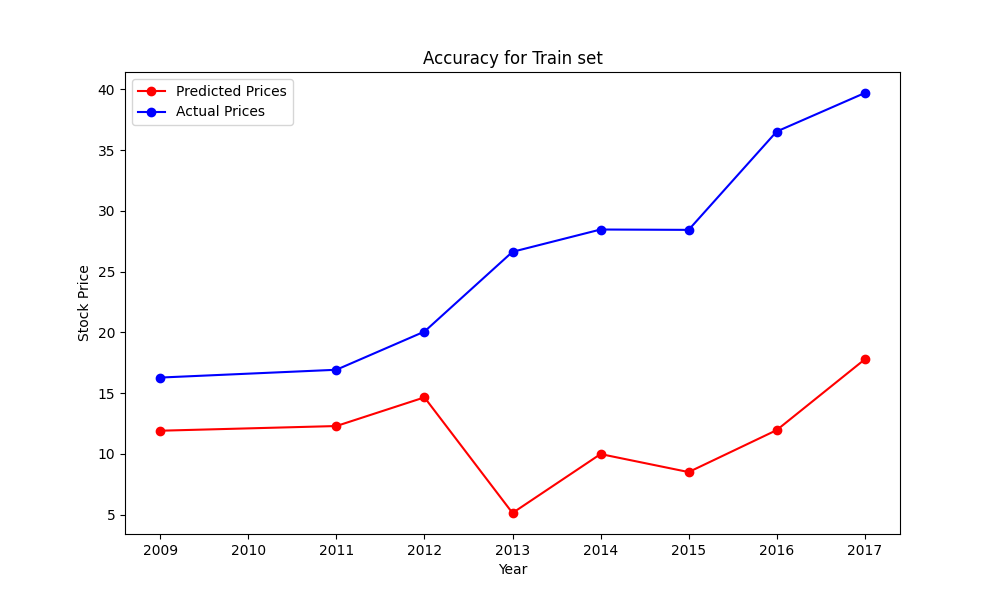 Accuracy for Train set
Predicted Prices
Actual Prices
Stock Price
40
35
30
25
20
15
10
5
2009 2010 2011 2012 2013 2014 2015 2016 2017
Year